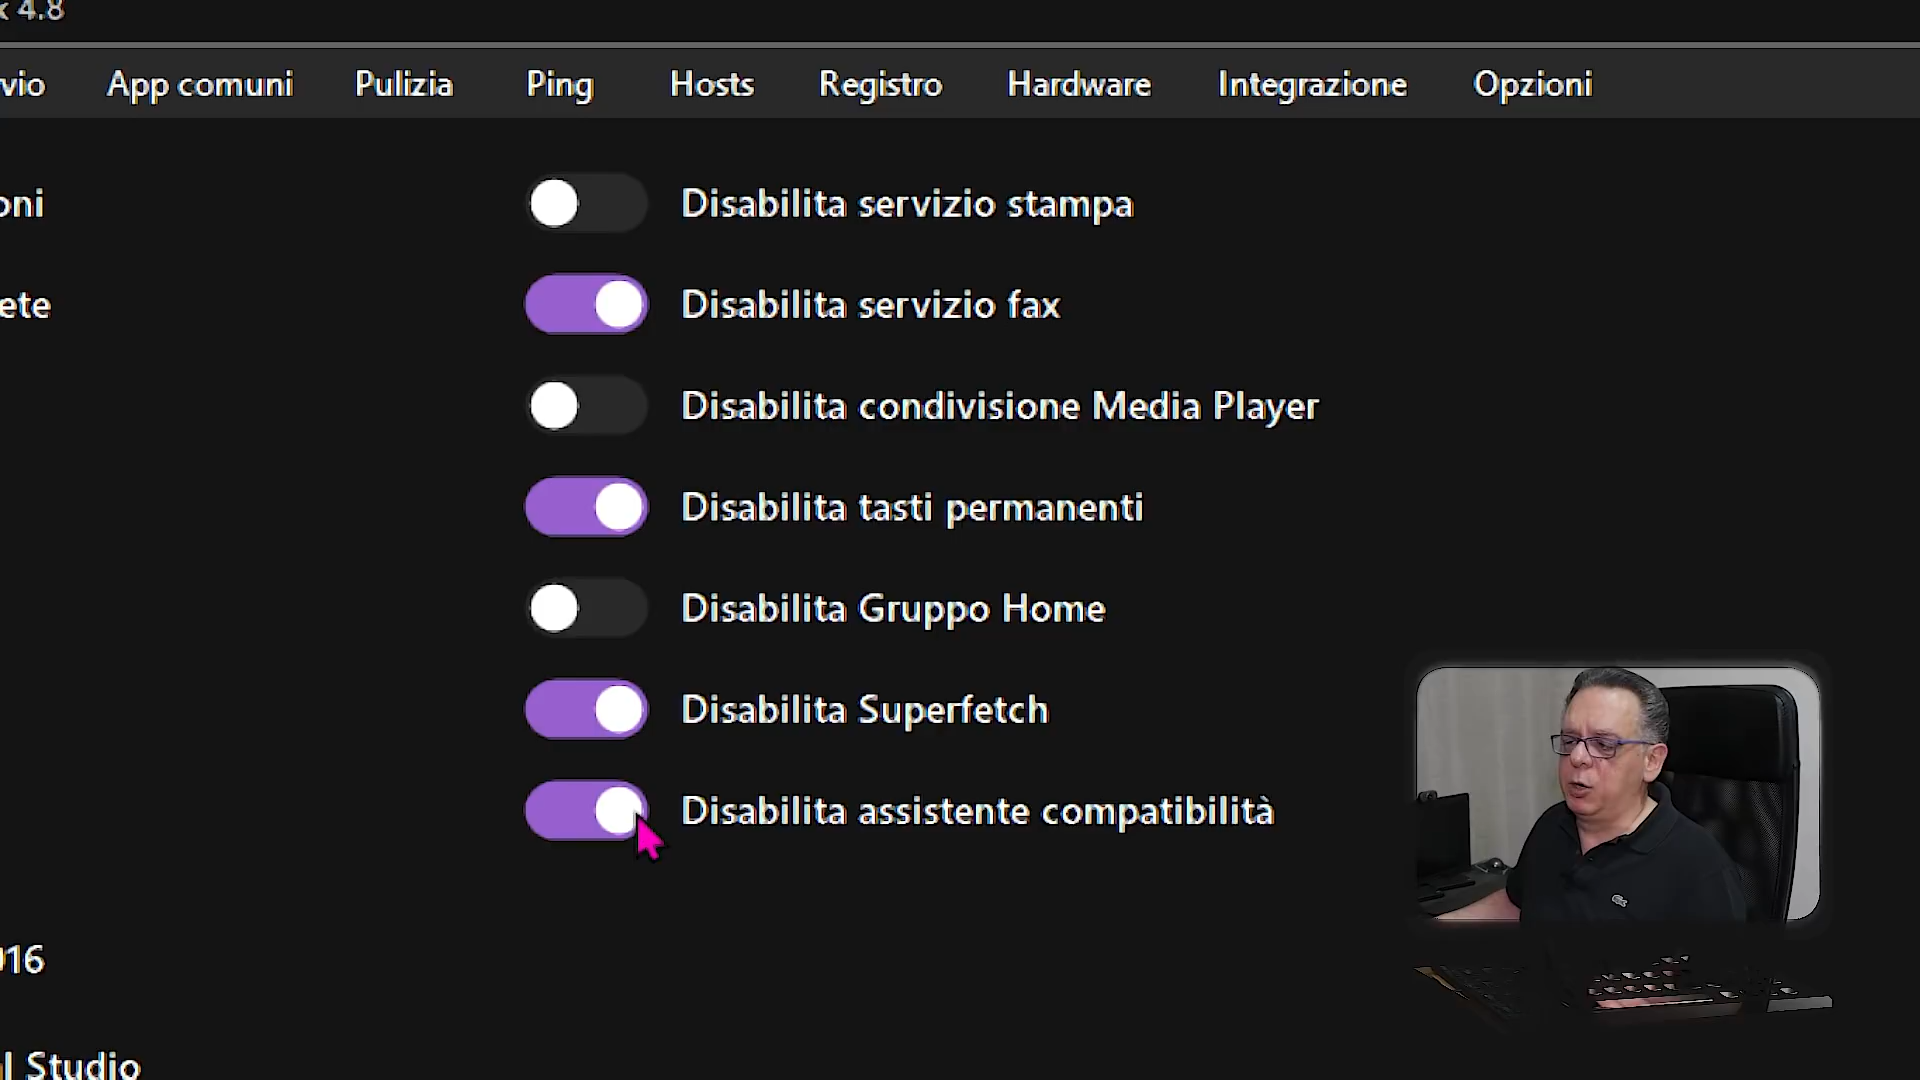 x 4.8
vio App comuni Pulizia Ping Hosts Registro Hardware Integrazione Opzioni
oni Disabilita servizio stampa
ete Disabilita servizio fax
Disabilita condivisione Media Player
Disabilita tasti permanenti
Disabilita Gruppo Home
Disabilita Superfetch
Disabilita assistente compatibilità
016
l Studio